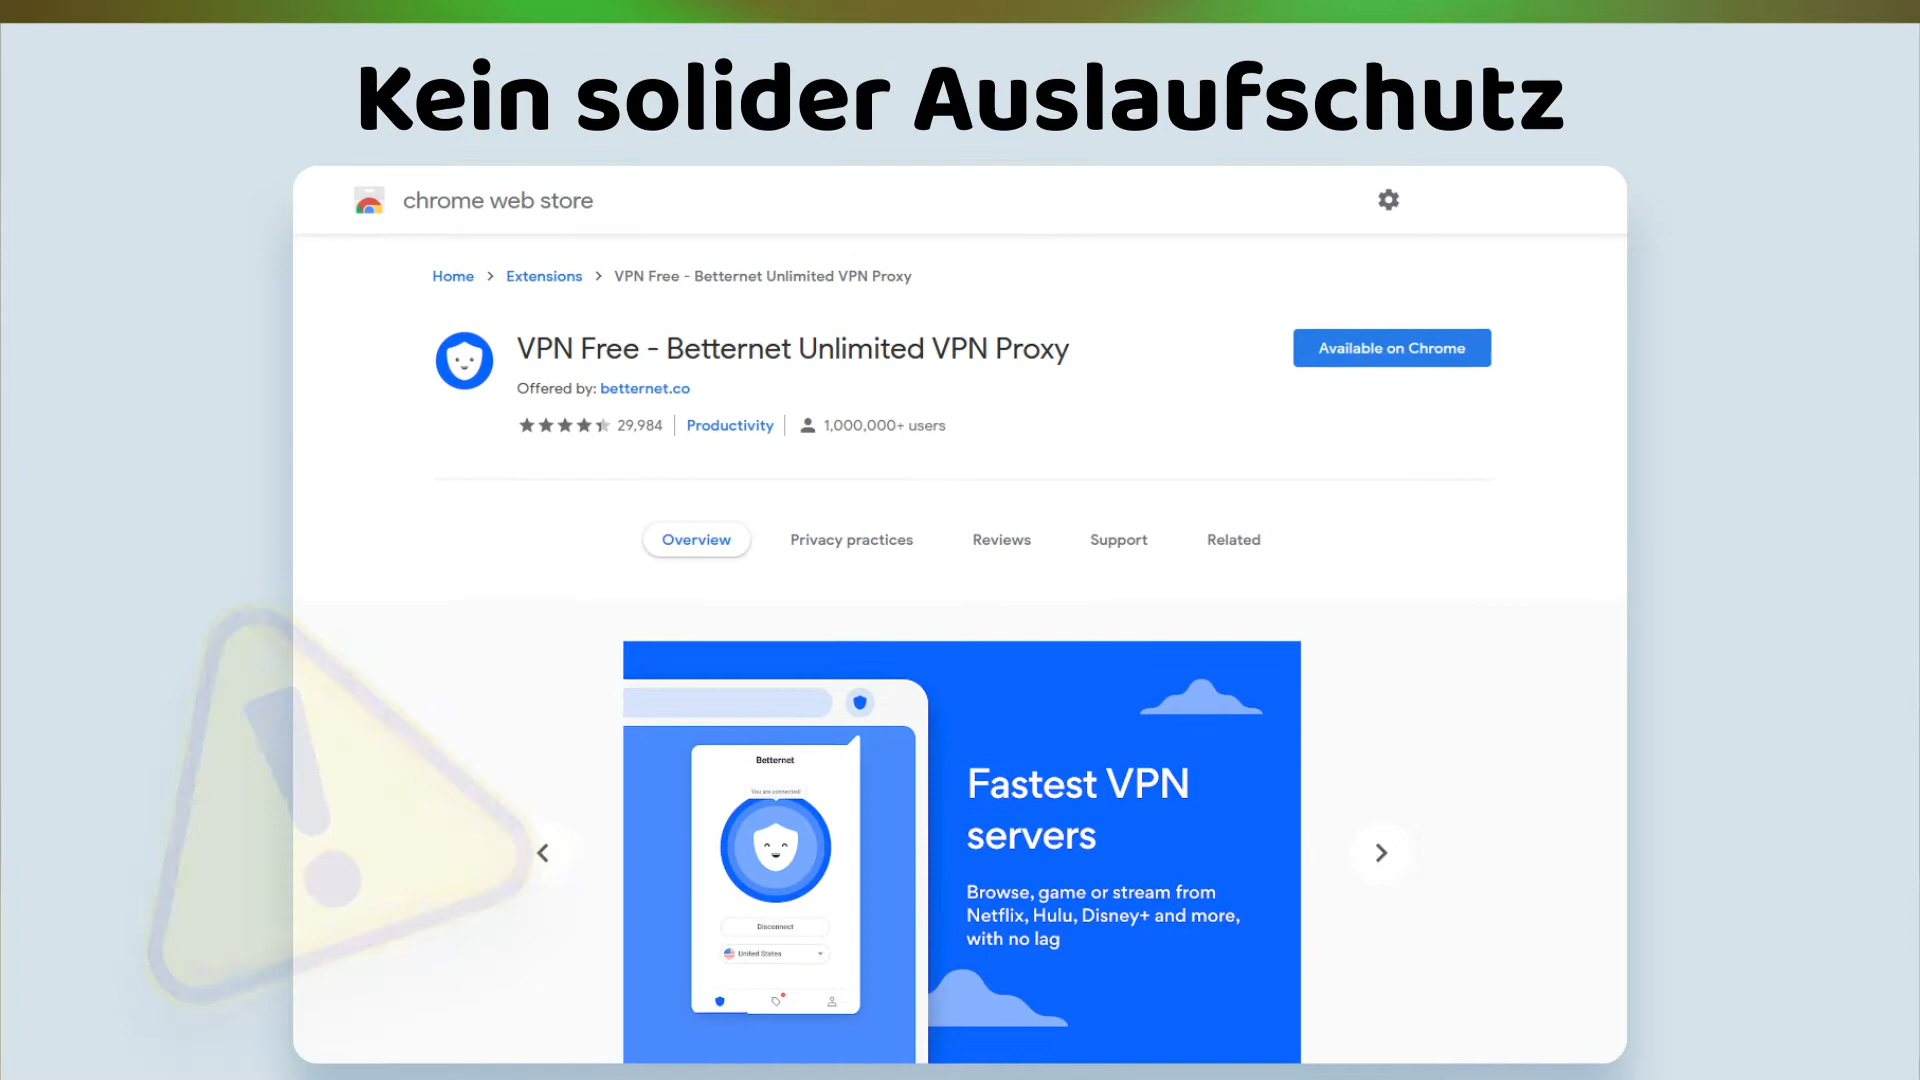 Kein solider Auslaufschutz
chrome web store
Home > Extensions > VPN Free - Betternet Unlimited VPN Proxy
VPN Free - Betternet Unlimited VPN Proxy
Available on Chrome
Offered by: betternet.co
29,984 Productivity 1,000,000+ users
Overview Privacy practices Reviews Support Related
Betternet
You are connected!
Disconnect
United States
Fastest VPN
servers
Browse, game or stream from
Netflix, Hulu, Disney+ and more,
with no lag